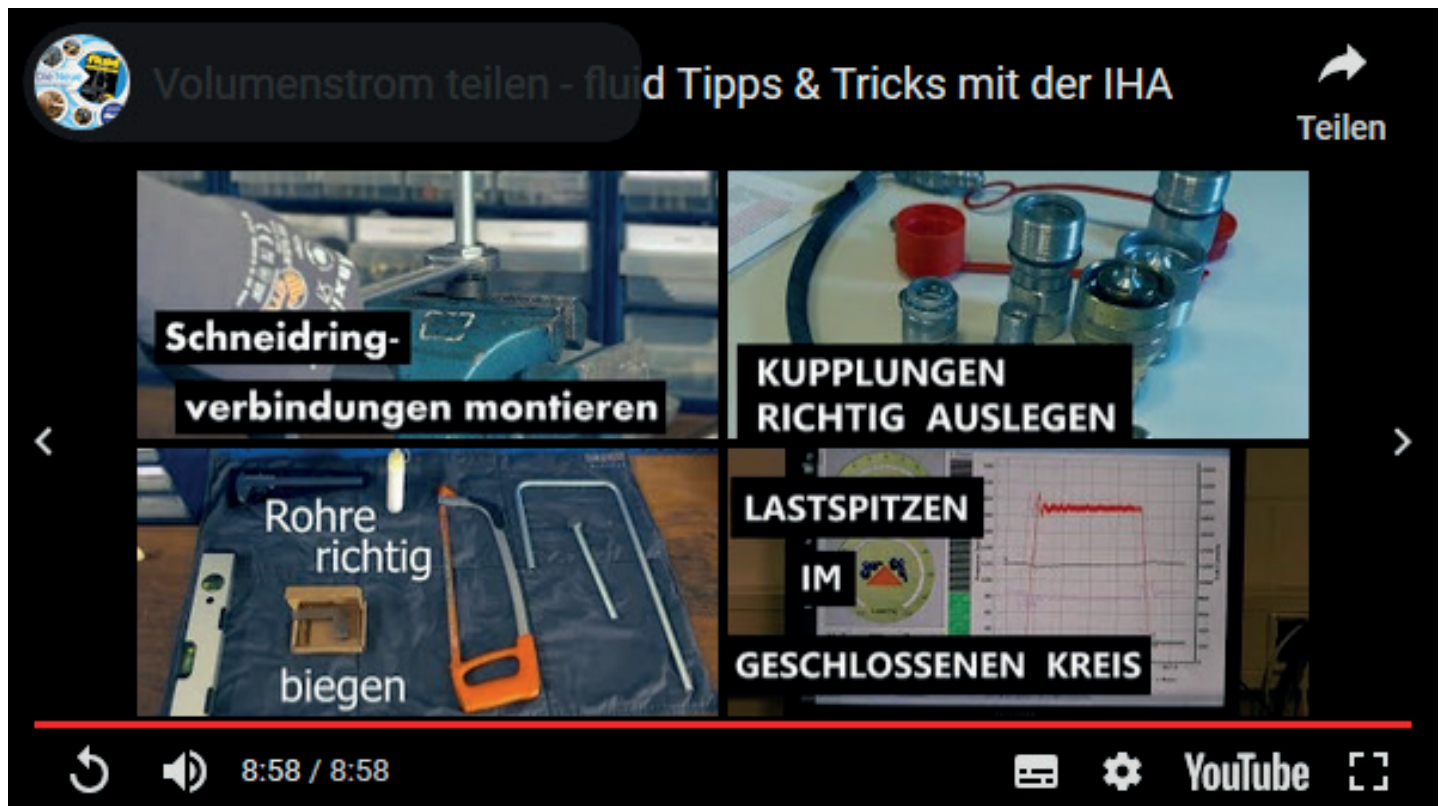 Volumenstrom teilen - fluid Tipps & Tricks mit der IHA
Teilen
Schneidring-
verbindungen montieren
KUPPLUNGEN
RICHTIG AUSLEGEN
Rohre
richtig
biegen
LASTSPITZEN
IM
GESCHLOSSENEN KREIS
8:58 / 8:58
YouTube